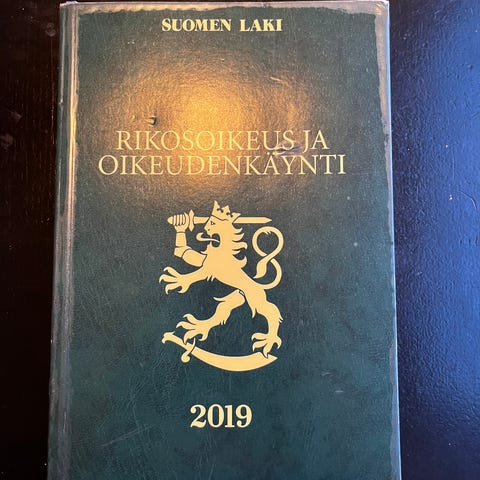 SUOMEN LAKI
RIKOSOIKEUS JA
OIKEUDENKÄYNTI
2019